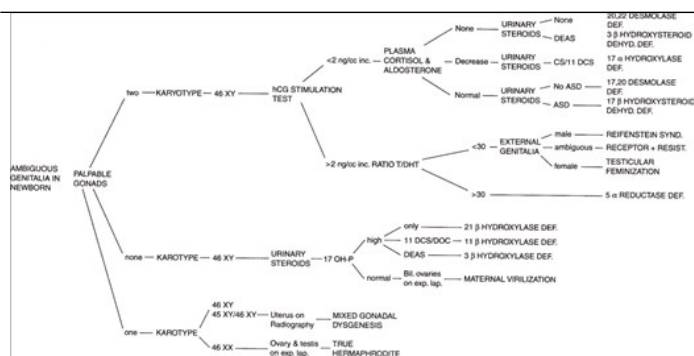 AMBIGUOUS
GENITALIA IN
NEWBORN
PALPABLE
GONADS
two
KARYOTYPE
46 XY
hCG STIMULATION
TEST
<2 ng/cc inc.
PLASMA
CORTISOL &
ALDOSTERONE
None
URINARY
STEROIDS
None
20,22 DESMOLASE
DEF.
DEAS
3 β HYDROXYSTEROID
DEHYD. DEF.
Decrease
URINARY
STEROIDS
CS/11 DCS
17 α HYDROXYLASE
DEF.
Normal
URINARY
STEROIDS
No ASD
17,20 DESMOLASE
DEF.
ASD
17 β HYDROXYSTEROID
DEHYD. DEF.
>2 ng/cc inc. RATIO T/DHT
<30
EXTERNAL
GENITALIA
male
REIFENSTEIN SYND.
ambiguous
RECEPTOR + RESIST.
female
TESTICULAR
FEMINIZATION
>30
5 α REDUCTASE DEF.
none
KAROTYPE
46 XY
URINARY
STEROIDS
17 OH-P
high
only
21 β HYDROXYLASE DEF.
11 DCS/DOC
11 β HYDROXYLASE DEF.
DEAS
3 β HYDROXYLASE DEF.
normal
Bil. ovaries
on exp. lap.
MATERNAL VIRILIZATION
one
KAROTYPE
46 XY
45 XY/46 XY
Uterus on
Radiography
MIXED GONADAL
DYSGENESIS
46 XX
Ovary & testis
on exp. lap.
TRUE
HERMAPHRODITE